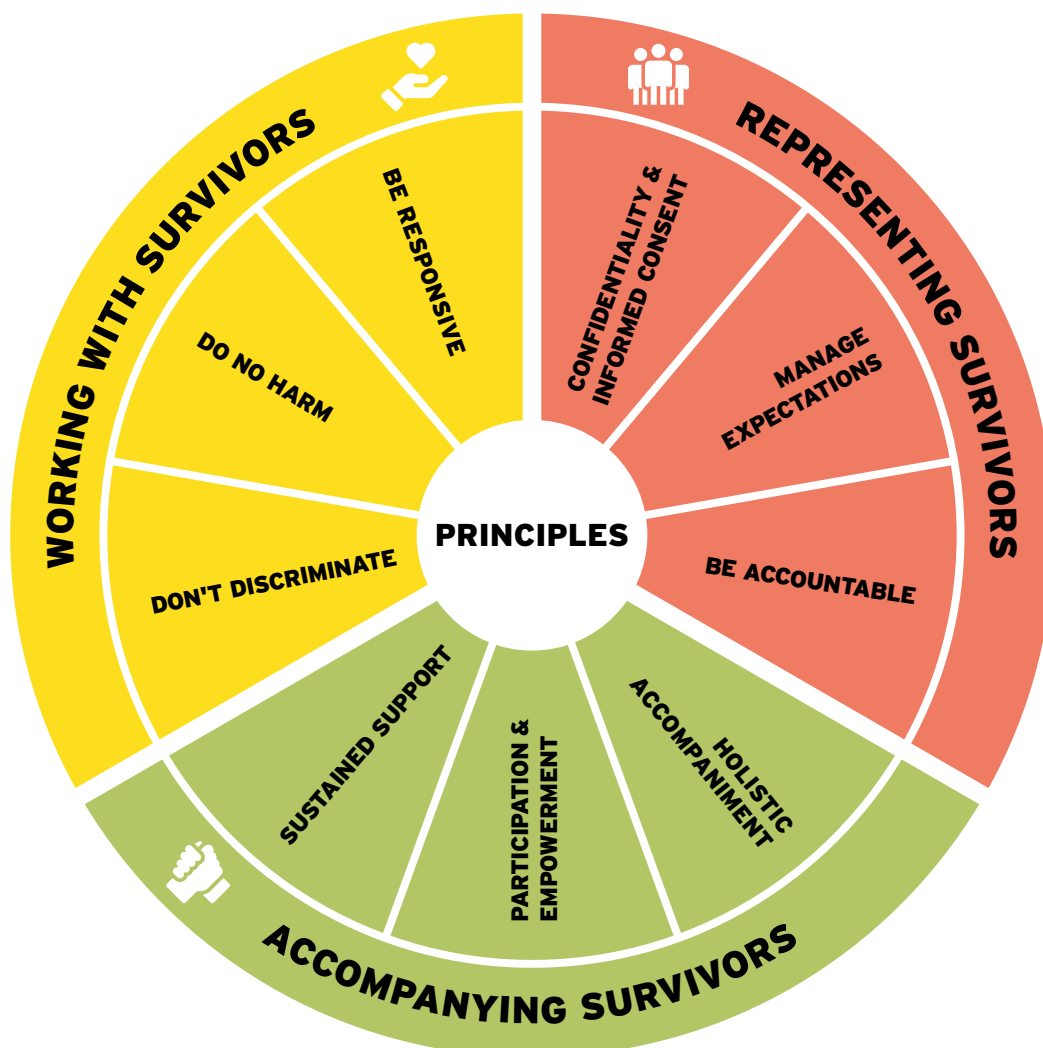 WORKING WITH SURVIVORS
BE RESPONSIVE
DO NO HARM
DON'T DISCRIMINATE
REPRESENTING SURVIVORS
CONFIDENTIALITY &
INFORMED CONSENT
MANAGE
EXPECTATIONS
BE ACCOUNTABLE
PRINCIPLES
SUSTAINED SUPPORT
PARTICIPATION &
EMPOWERMENT
HOLISTIC
ACCOMPANIMENT
ACCOMPANYING SURVIVORS